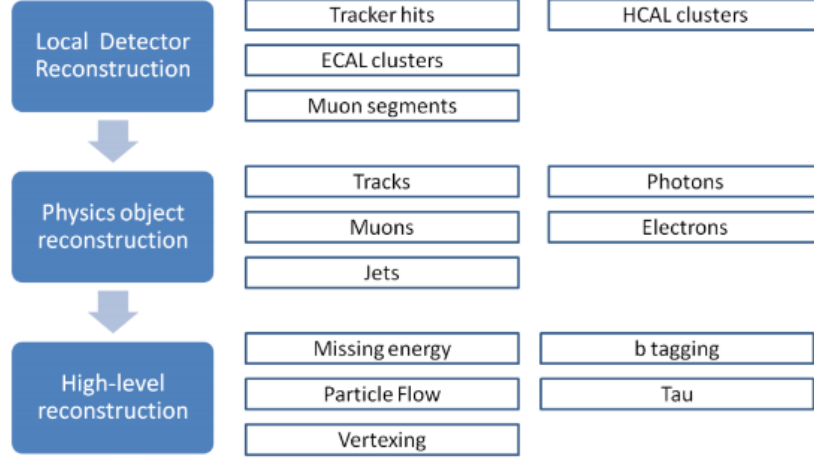 Local Detector
Reconstruction
Tracker hits
HCAL clusters
ECAL clusters
Muon segments
Physics object
reconstruction
Tracks
Photons
Muons
Electrons
Jets
High-level
reconstruction
Missing energy
b tagging
Particle Flow
Tau
Vertexing